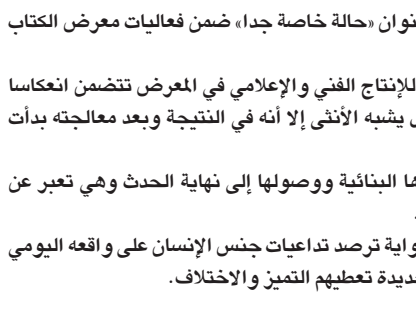 نوان «حالة خاصة جدا» ضمن فعاليات معرض الكتاب
للإنتاج الفني والإعلامي في المعرض تتضمن انعكاسا
يشبه الأنثى إلا أنه في النتيجة وبعد معالجته بدأت
ها البنائية ووصولها إلى نهاية الحدث وهي تعبر عن
واية ترصد تداعيات جنس الإنسان على واقعه اليومي
ديدة تعطيهم التميز والاختلاف.